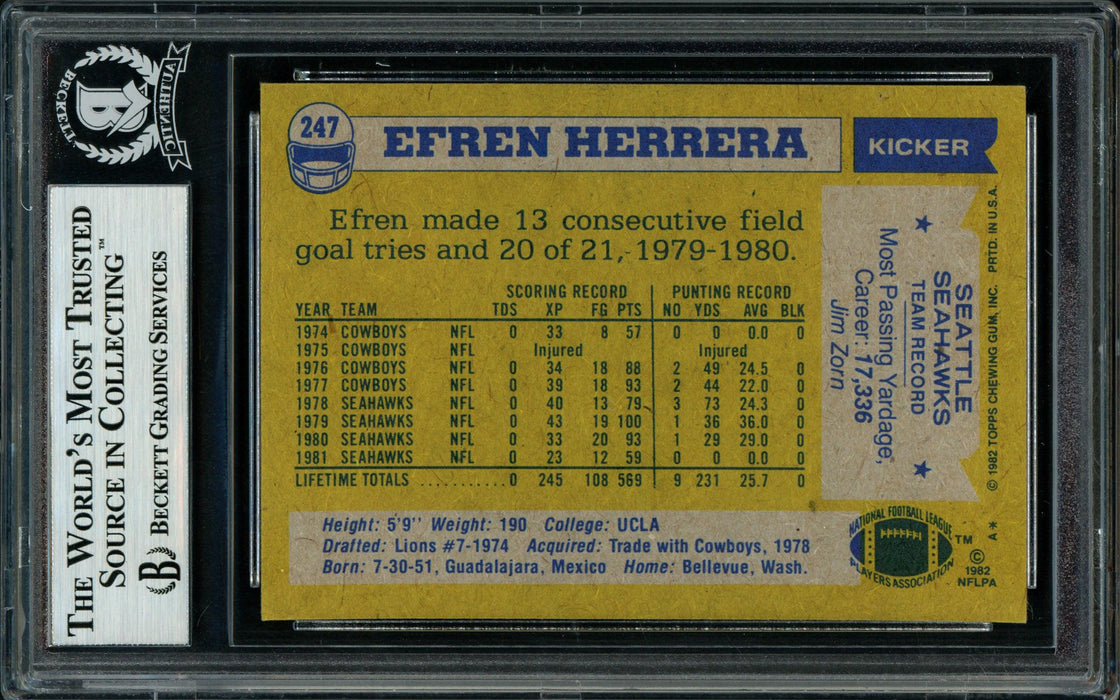 BECKETT
B
AUTHENTIC
THE WORLD'S MOST TRUSTED
SOURCE IN COLLECTING™
B BECKETT GRADING SERVICES
247
EFREN HERRERA
KICKER
Efren made 13 consecutive field
goal tries and 20 of 21, 1979-1980.
SCORING RECORD PUNTING RECORD
YEAR TEAM TDS XP FG PTS NO YDS AVG BLK
1974 COWBOYS NFL 0 33 8 57 0 0 0.0 0
1975 COWBOYS NFL Injured Injured
1976 COWBOYS NFL 0 34 18 88 2 49 24.5 0
1977 COWBOYS NFL 0 39 18 93 2 44 22.0 0
1978 SEAHAWKS NFL 0 40 13 79 3 73 24.3 0
1979 SEAHAWKS NFL 0 43 19 100 1 36 36.0 0
1980 SEAHAWKS NFL 0 33 20 93 1 29 29.0 0
1981 SEAHAWKS NFL 0 23 12 59 0 0 0.0 0
LIFETIME TOTALS ...........0 245 108 569 9 231 25.7 0
Height: 5'9'' Weight: 190 College: UCLA
Drafted: Lions #7-1974 Acquired: Trade with Cowboys, 1978
Born: 7-30-51, Guadalajara, Mexico Home: Bellevue, Wash.
SEATTLE
SEAHAWKS
TEAM RECORD
Most Passing Yardage,
Career: 17,336
Jim Zorn
© 1982 TOPPS CHEWING GUM, INC. PRTD. IN U.S.A.
A**
NATIONAL FOOTBALL LEAGUE
PLAYERS ASSOCIATION
TM
©
1982
NFLPA